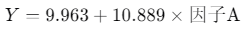 Y = 9.963 + 10.889 × 因子A